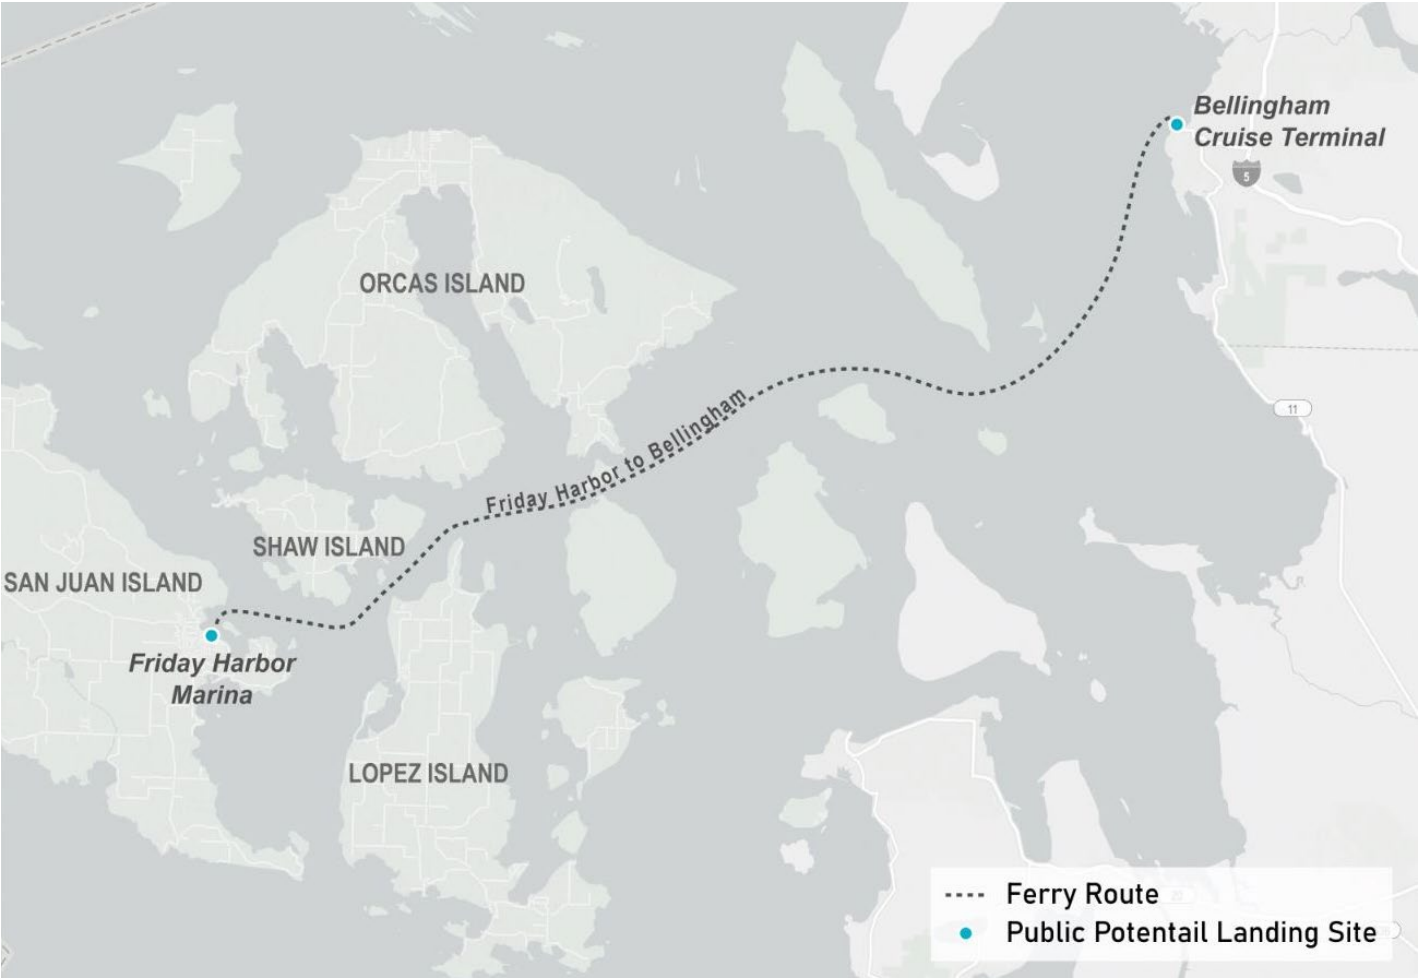 Bellingham
Cruise Terminal
5
ORCAS ISLAND
11
Friday Harbor to Bellingham
SHAW ISLAND
SAN JUAN ISLAND
Friday Harbor
Marina
LOPEZ ISLAND
Ferry Route
Public Potentail Landing Site